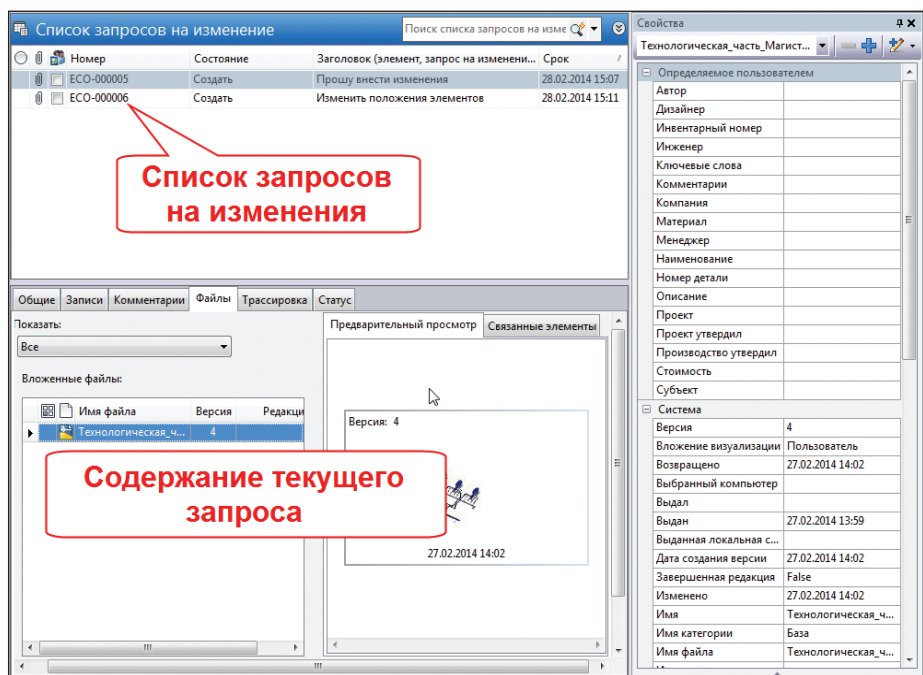 Список запросов на изменение
Поиск списка запросов на изме
Номер Состояние Заголовок (элемент, запрос на изменени... Срок
ECO-000005 Создать Прошу внести изменения 28.02.2014 15:07
ECO-000006 Создать Изменить положения элементов 28.02.2014 15:11
Список запросов
на изменения
Общие Записи Комментарии Файлы Трассировка Статус
Показать:
Все
Вложенные файлы:
Имя файла Версия Редакци
Технологическая_ч... 4
Предварительный просмотр Связанные элементы
Версия: 4
27.02.2014 14:02
Содержание текущего
запроса
Свойства
Технологическая_часть_Магист...
Определяемое пользователем
Автор
Дизайнер
Инвентарный номер
Инженер
Ключевые слова
Комментарии
Компания
Материал
Менеджер
Наименование
Номер детали
Описание
Проект
Проект утвердил
Производство утвердил
Стоимость
Субъект
Система
Версия 4
Вложение визуализации Пользователь
Возвращено 27.02.2014 14:02
Выбранный компьютер
Выдал
Выдан 27.02.2014 13:59
Выданная локальная с...
Дата создания версии 27.02.2014 14:02
Завершенная редакция False
Изменено 27.02.2014 14:02
Имя Технологическая_ч...
Имя категории База
Имя файла Технологическая_ч...